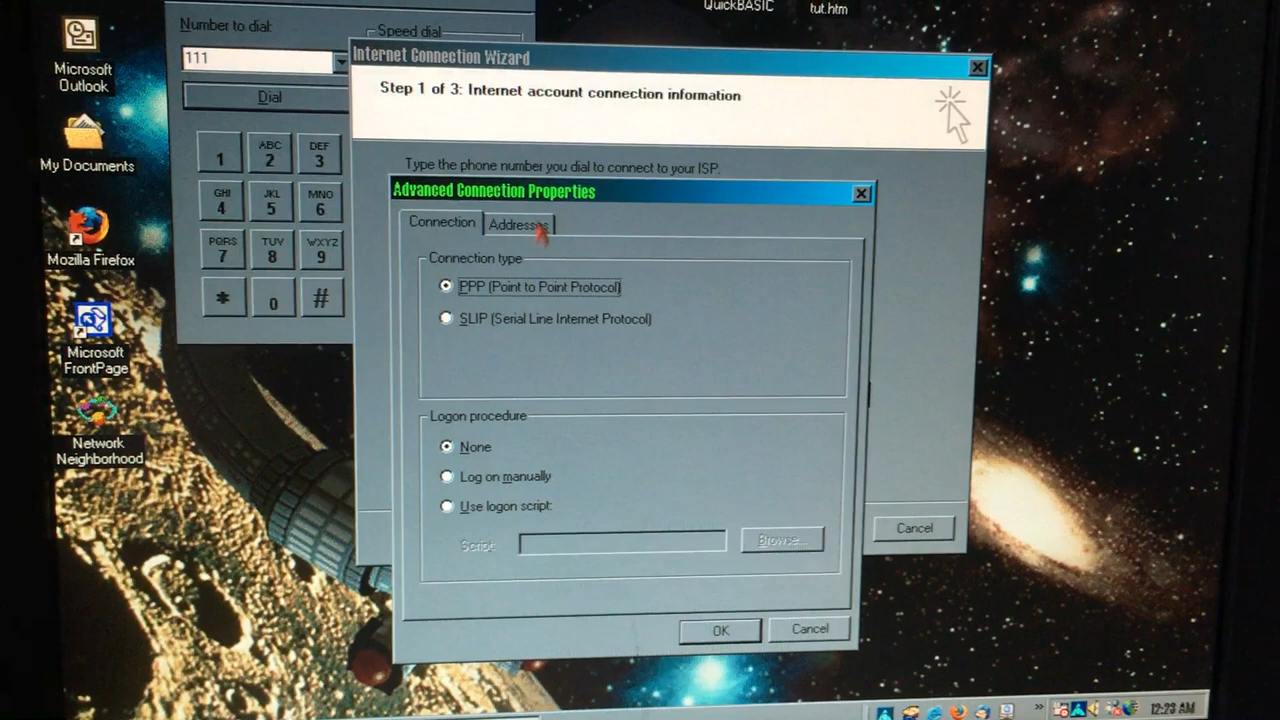 QuickBASIC
tut.htm
Microsoft
Outlook
My Documents
Mozilla Firefox
Microsoft
FrontPage
Network
Neighborhood
Number to dial:
Speed dial
111
Dial
1
ABC
2
DEF
3
GHI
4
JKL
5
MNO
6
PQRS
7
TUV
8
WXYZ
9
*
0
#
Internet Connection Wizard
Step 1 of 3: Internet account connection information
Type the phone number you dial to connect to your ISP.
Advanced Connection Properties
Connection
Addresses
Connection type
PPP (Point to Point Protocol)
SLIP (Serial Line Internet Protocol)
Logon procedure
None
Log on manually
Use logon script:
Script:
Browse...
OK
Cancel
Cancel
12:23 AM